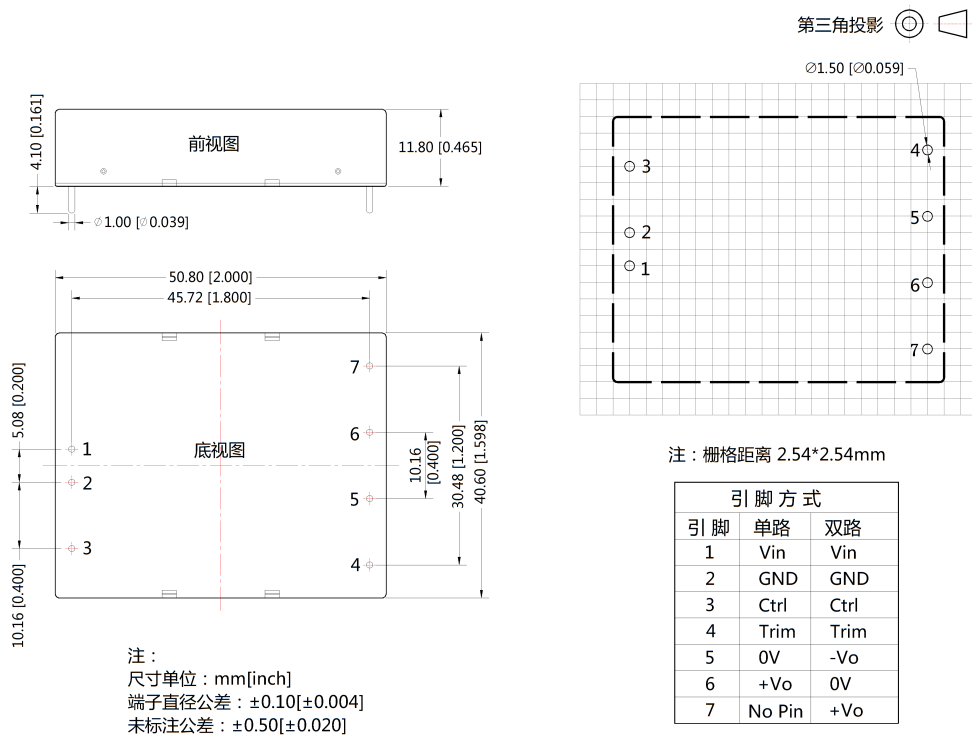 第三角投影
∅1.50 [∅0.059]
4.10 [0.161]
前视图
11.80 [0.465]
∅1.00 [∅0.039]
4
3
5
2
1
6
7
50.80 [2.000]
45.72 [1.800]
5.08 [0.200]
10.16 [0.400]
7
6
1
底视图
2
5
3
4
10.16 [0.400]
30.48 [1.200]
40.60 [1.598]
注：栅格距离 2.54*2.54mm
引 脚 方 式
引 脚 单路 双路
1 Vin Vin
2 GND GND
3 Ctrl Ctrl
4 Trim Trim
5 0V -Vo
6 +Vo 0V
7 No Pin +Vo
注：
尺寸单位：mm[inch]
端子直径公差：±0.10[±0.004]
未标注公差：±0.50[±0.020]